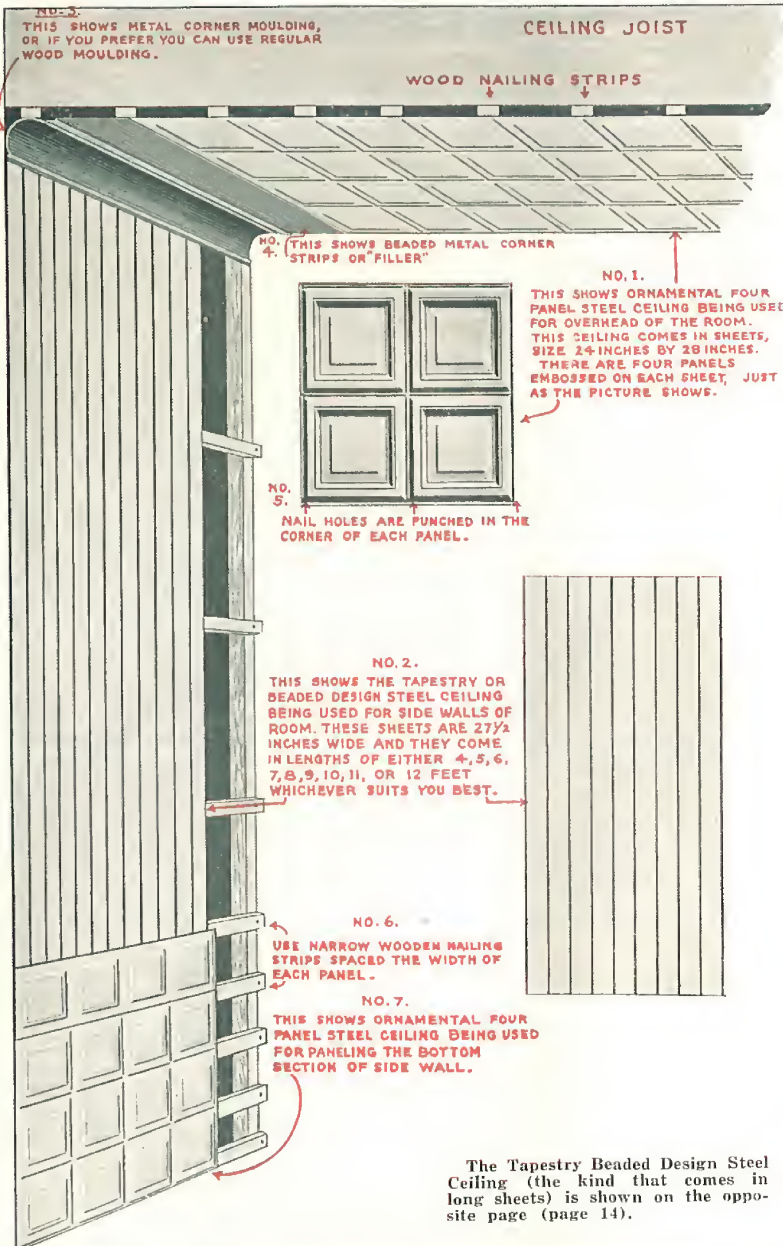 NO. 3.
THIS SHOWS METAL CORNER MOULDING,
OR IF YOU PREFER YOU CAN USE REGULAR
WOOD MOULDING.
CEILING JOIST
WOOD NAILING STRIPS
NO. 4. THIS SHOWS BEADED METAL CORNER
STRIPS OR "FILLER"
NO. 1.
THIS SHOWS ORNAMENTAL FOUR
PANEL STEEL CEILING BEING USED
FOR OVERHEAD OF THE ROOM.
THIS CEILING COMES IN SHEETS,
SIZE 24 INCHES BY 28 INCHES.
THERE ARE FOUR PANELS
EMBOSSED ON EACH SHEET, JUST
AS THE PICTURE SHOWS.
NO. 5.
NAIL HOLES ARE PUNCHED IN THE
CORNER OF EACH PANEL.
NO. 2.
THIS SHOWS THE TAPESTRY OR
BEADED DESIGN STEEL CEILING
BEING USED FOR SIDE WALLS OF
ROOM. THESE SHEETS ARE 27½
INCHES WIDE AND THEY COME
IN LENGTHS OF EITHER 4, 5, 6,
7, 8, 9, 10, 11, OR 12 FEET
WHICHEVER SUITS YOU BEST.
NO. 6.
USE NARROW WOODEN NAILING
STRIPS SPACED THE WIDTH OF
EACH PANEL.
NO. 7.
THIS SHOWS ORNAMENTAL FOUR
PANEL STEEL CEILING BEING USED
FOR PANELING THE BOTTOM
SECTION OF SIDE WALL.
The Tapestry Beaded Design Steel
Ceiling (the kind that comes in
long sheets) is shown on the oppo-
site page (page 14).